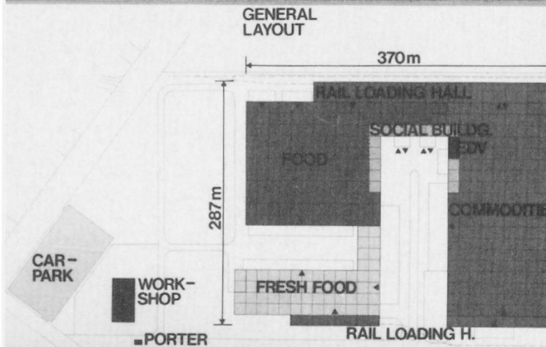 GENERAL
LAYOUT
370m
RAIL LOADING HALL
SOCIAL BUILDG.
EDV
FOOD
287m
COMMODITIE
CAR-
PARK
WORK-
SHOP
FRESH FOOD
RAIL LOADING H.
PORTER